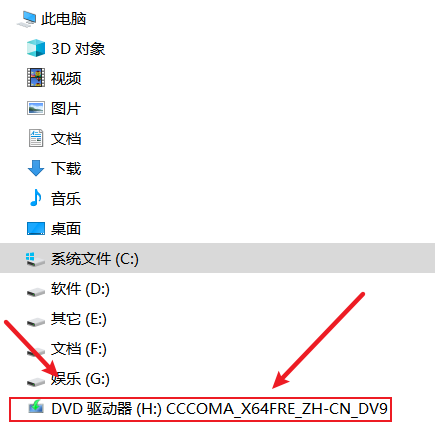 此电脑
3D 对象
视频
图片
文档
下载
音乐
桌面
系统文件 (C:)
软件 (D:)
其它 (E:)
文档 (F:)
娱乐 (G:)
DVD 驱动器 (H:) CCCOMA_X64FRE_ZH-CN_DV9